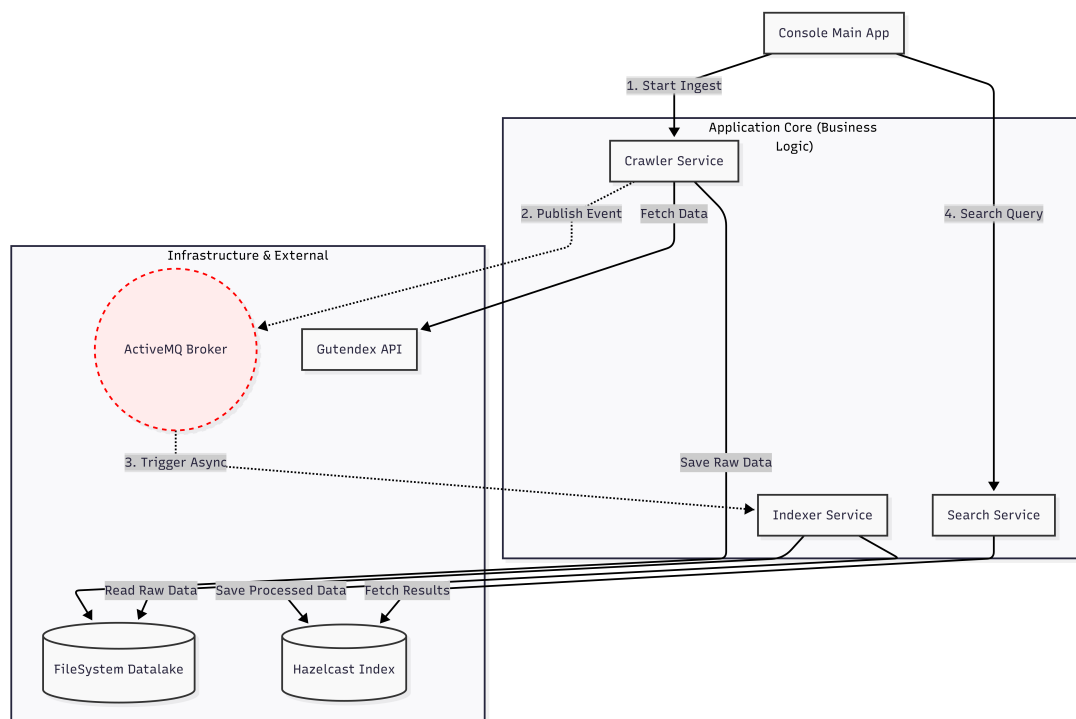 Console Main App
1. Start Ingest
Application Core (Business
Logic)
Crawler Service
2. Publish Event
Fetch Data
4. Search Query
Infrastructure & External
ActiveMQ Broker
Gutendex API
3. Trigger Async
Save Raw Data
Indexer Service
Search Service
Read Raw Data
Save Processed Data
Fetch Results
FileSystem Datalake
Hazelcast Index